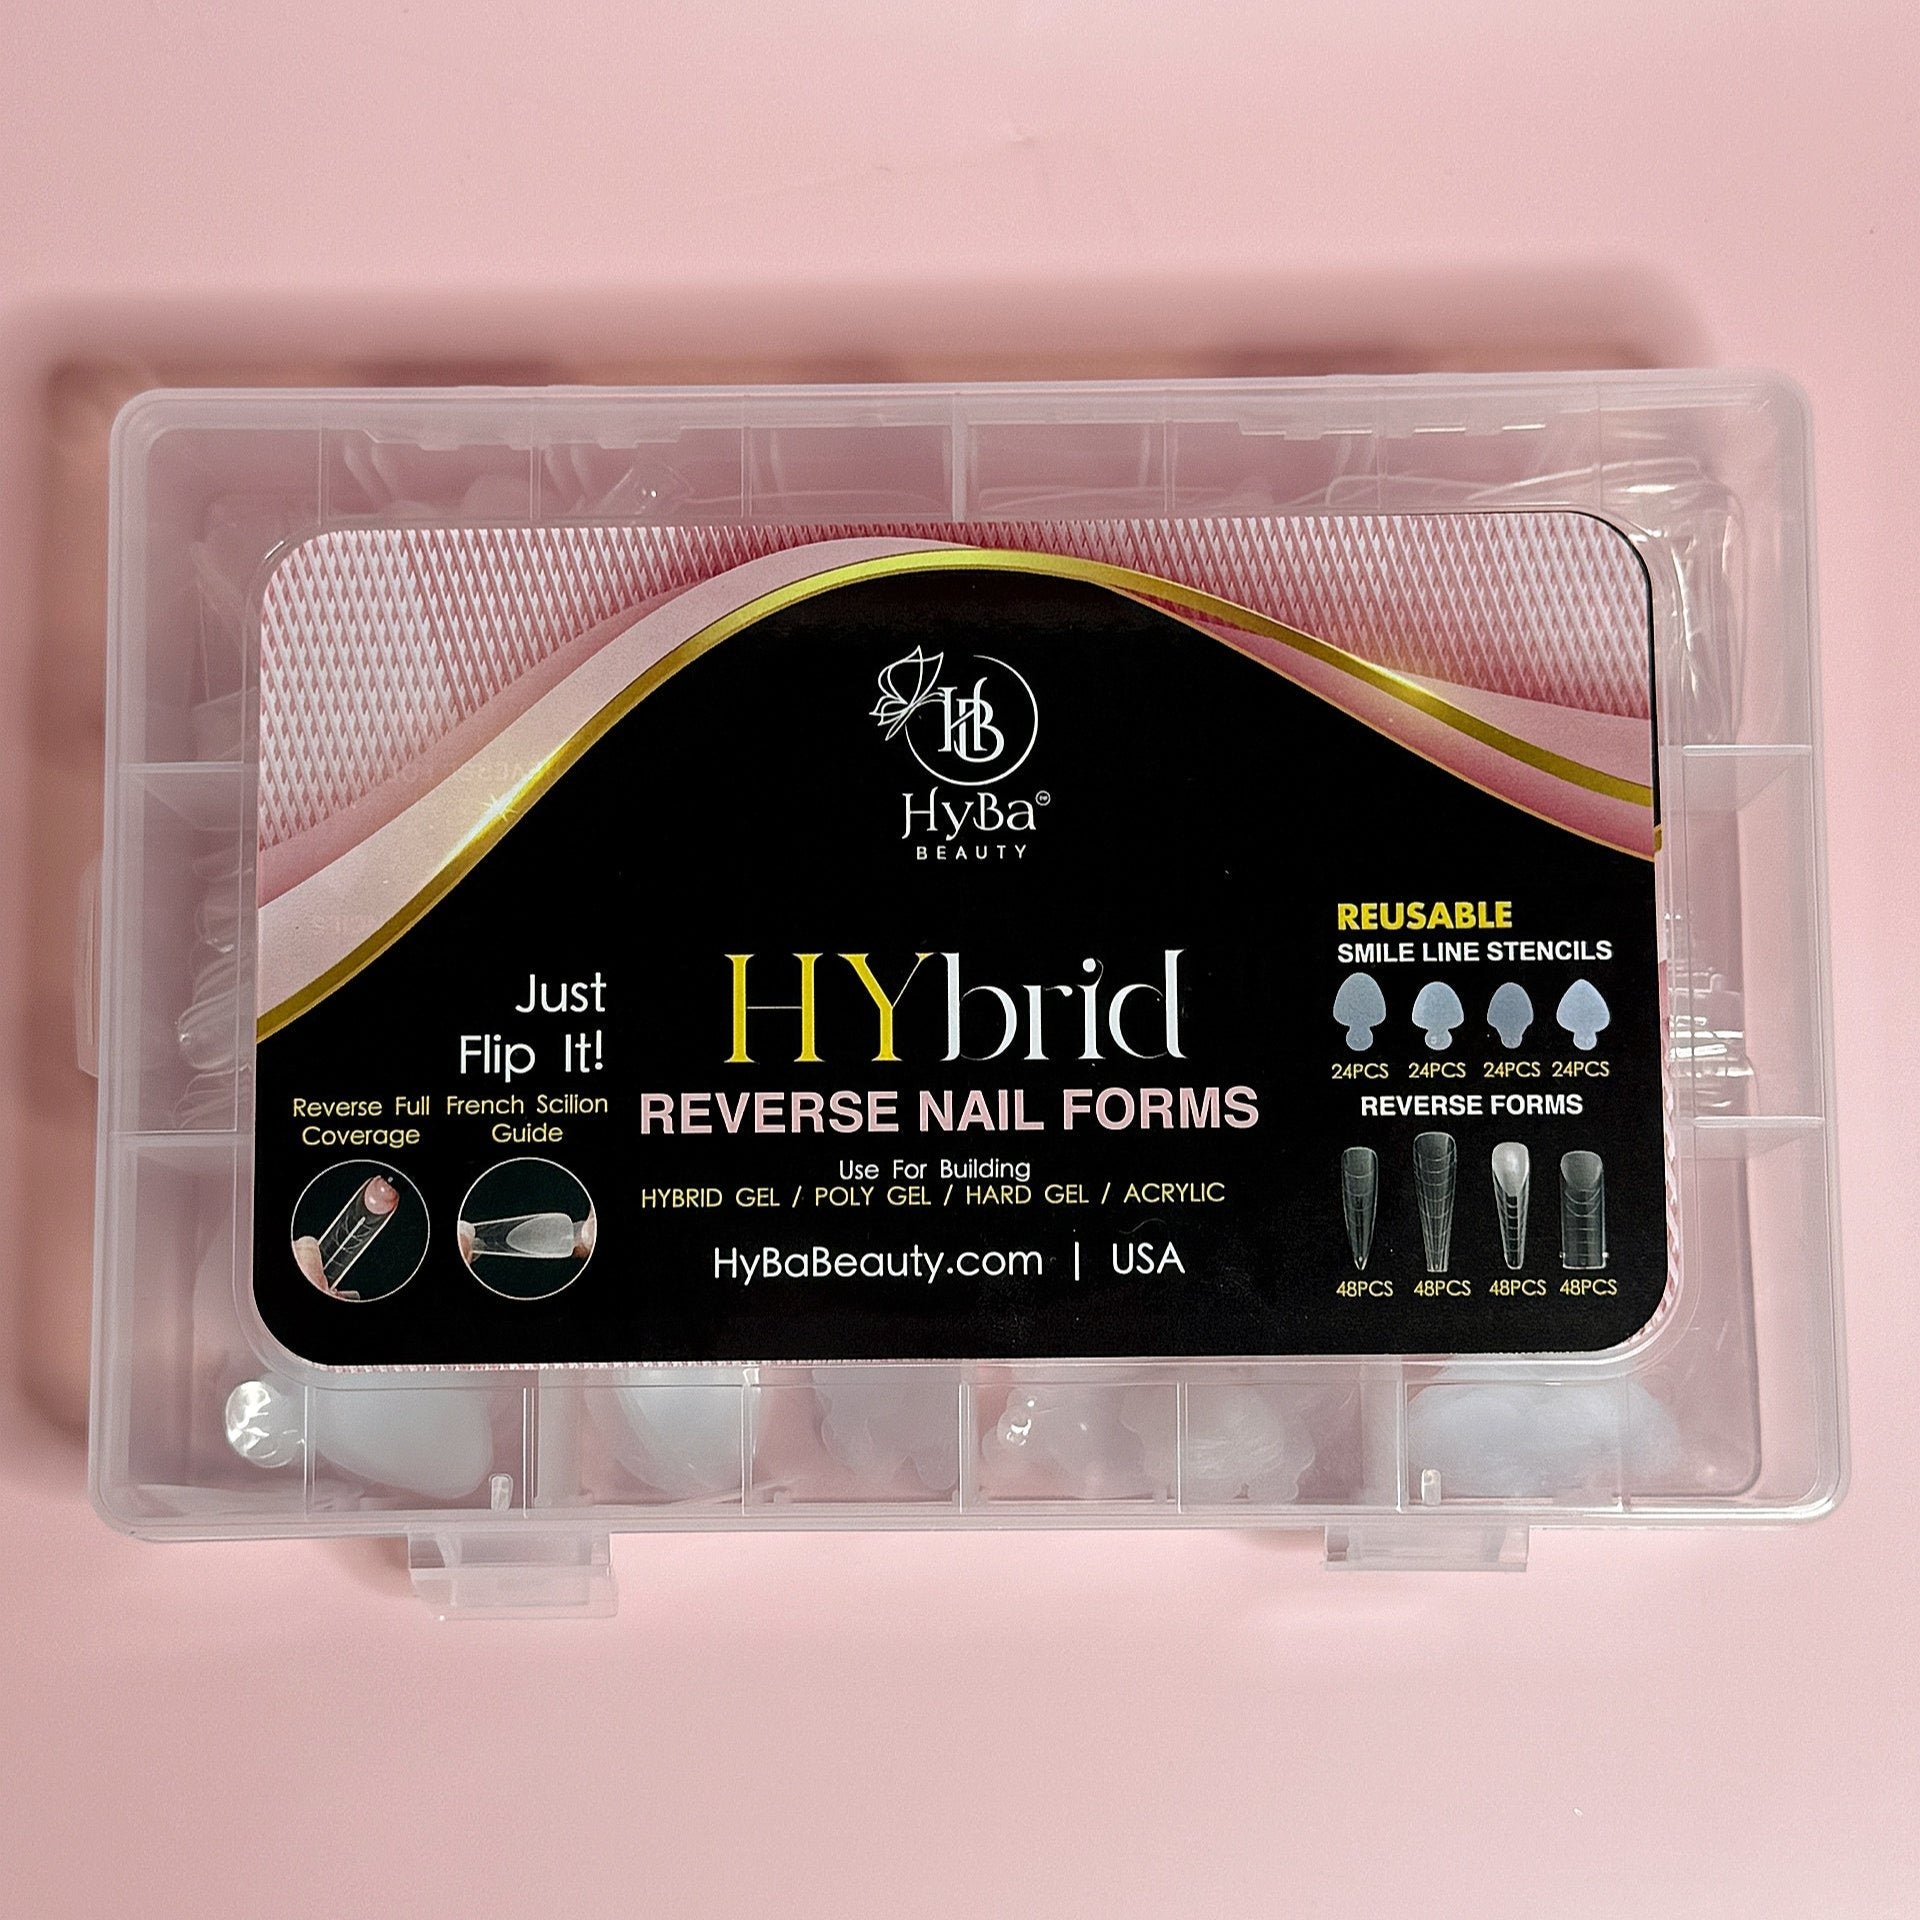 HB
HyBa
BEAUTY
Just
Flip It!
Reverse Full
Coverage
French Scilion
Guide
HYbrid
REVERSE NAIL FORMS
Use For Building
HYBRID GEL / POLY GEL / HARD GEL / ACRYLIC
HyBaBeauty.com | USA
REUSABLE
SMILE LINE STENCILS
24PCS 24PCS 24PCS 24PCS
REVERSE FORMS
48PCS 48PCS 48PCS 48PCS